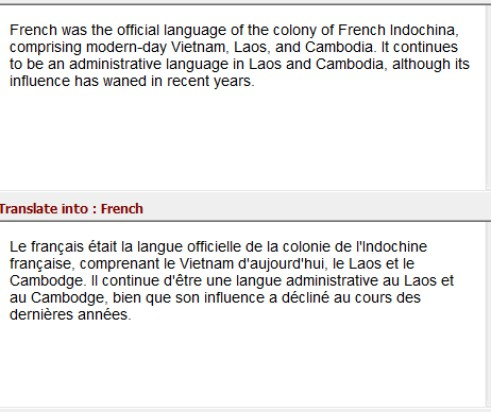 French was the official language of the colony of French Indochina,
comprising modern-day Vietnam, Laos, and Cambodia. It continues
to be an administrative language in Laos and Cambodia, although its
influence has waned in recent years.
Translate into : French
Le français était la langue officielle de la colonie de l'Indochine
française, comprenant le Vietnam d'aujourd'hui, le Laos et le
Cambodge. Il continue d'être une langue administrative au Laos et
au Cambodge, bien que son influence a décliné au cours des
dernières années.